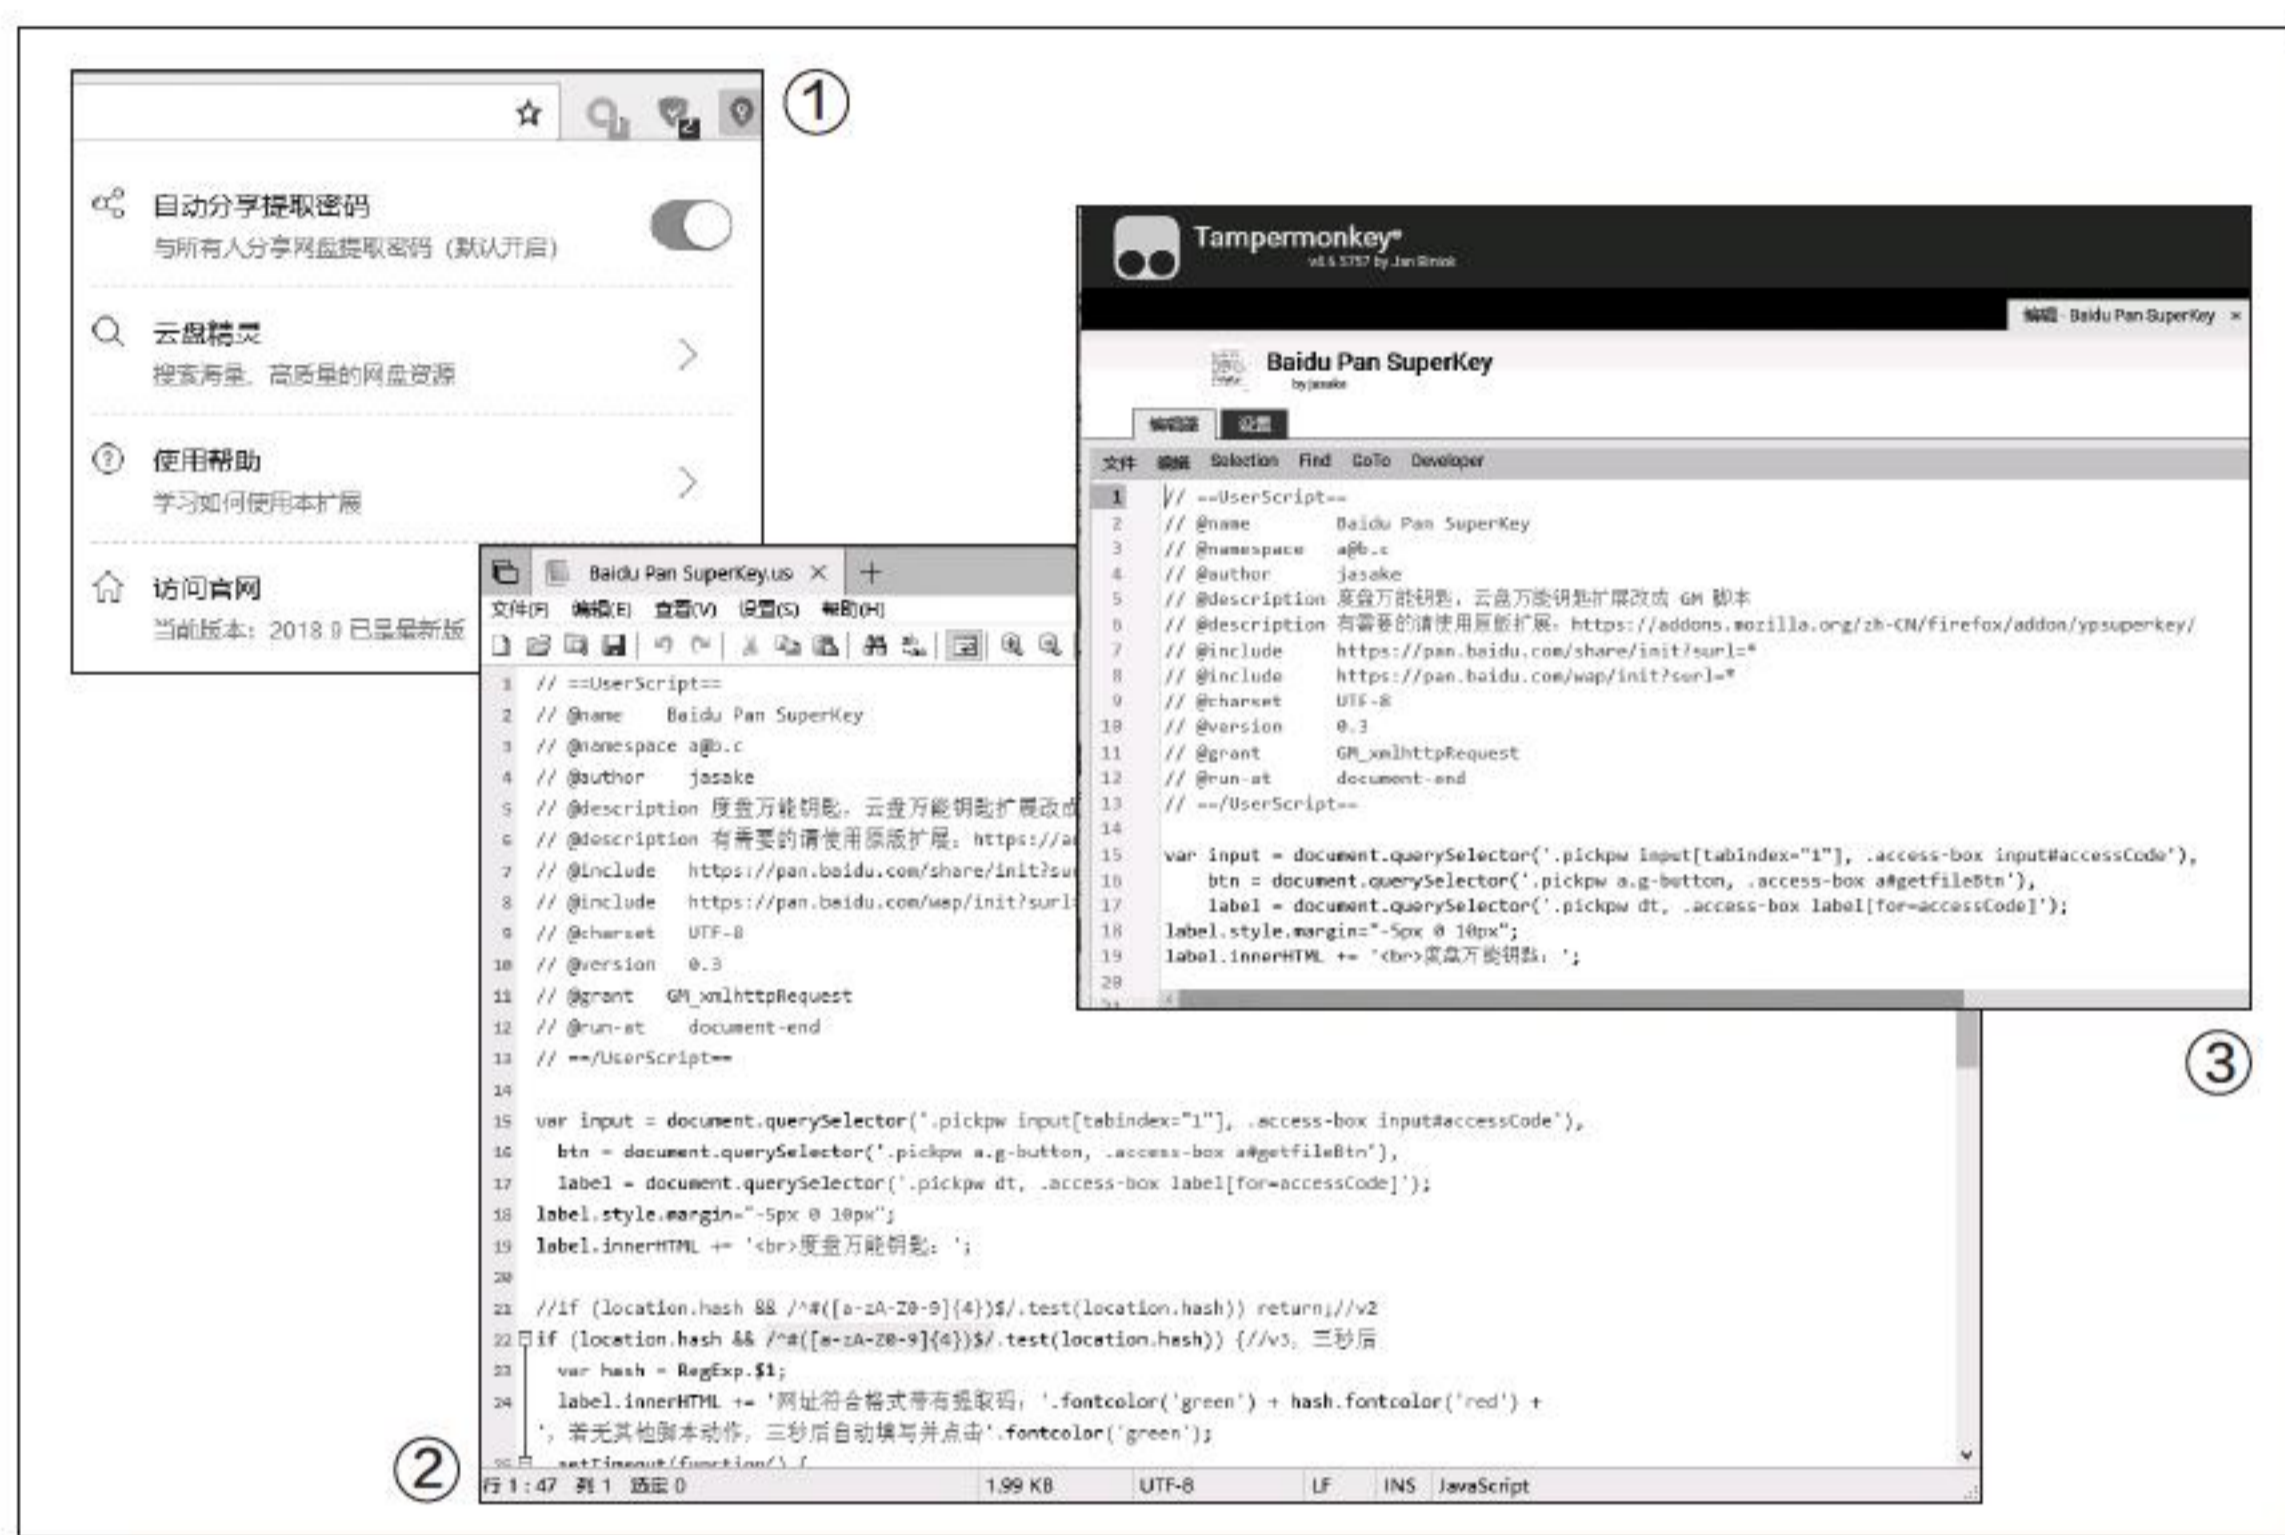 ①
自动分享提取密码
与所有人分享网盘提取密码（默认开启）
云盘精灵
搜索海量、高质量的网盘资源
使用帮助
学习如何使用本扩展
访问官网
当前版本：2018.9 已是最新版
Baidu Pan SuperKey.us
文件(F) 编辑(E) 查看(V) 设置(S) 帮助(H)
1 // ==UserScript==
2 // @name Baidu Pan SuperKey
3 // @namespace a@b.c
4 // @author jasake
5 // @description 度盘万能钥匙，云盘万能钥匙扩展改成
6 // @description 有需要的请使用原版扩展：https://a
7 // @include https://pan.baidu.com/share/init?su
8 // @include https://pan.baidu.com/wap/init?surl=
9 // @charset UTF-8
10 // @version 0.3
11 // @grant GM_xmlhttpRequest
12 // @run-at document-end
13 // ==/UserScript==
14
15 var input = document.querySelector('.pickpw input[tabindex="1"], .access-box input#accessCode'),
16 btn = document.querySelector('.pickpw a.g-button, .access-box a#getfileBtn'),
17 label = document.querySelector('.pickpw dt, .access-box label[for=accessCode]');
18 label.style.margin="-5px 0 10px";
19 label.innerHTML += '<br>度盘万能钥匙：';
20
21 //if (location.hash && /^#([a-zA-Z0-9]{4})$/.test(location.hash)) return;//v2
22 if (location.hash && /^#([a-zA-Z0-9]{4})$/.test(location.hash)) {//v3，三秒后
23 var hash = RegExp.$1;
24 label.innerHTML += '网址符合格式带有提取码：'.fontcolor('green') + hash.fontcolor('red') +
'，若无其他脚本动作，三秒后自动填写并点击'.fontcolor('green');
25 setTimeout(function() {
行 1 : 47 列 1 选定 0 1.99 KB UTF-8 LF INS JavaScript
②
Tampermonkey®
by Jan Biniok
编辑 - Baidu Pan SuperKey ×
Baidu Pan SuperKey
by jasake
编辑器 设置
文件 编辑 Selection Find GoTo Developer
1 // ==UserScript==
2 // @name Baidu Pan SuperKey
3 // @namespace a@b.c
4 // @author jasake
5 // @description 度盘万能钥匙，云盘万能钥匙扩展改成 GM 脚本
6 // @description 有需要的请使用原版扩展：https://addons.mozilla.org/zh-CN/firefox/addon/ypsuperkey/
7 // @include https://pan.baidu.com/share/init?surl=*
8 // @include https://pan.baidu.com/wap/init?surl=*
9 // @charset UTF-8
10 // @version 0.3
11 // @grant GM_xmlhttpRequest
12 // @run-at document-end
13 // ==/UserScript==
14
15 var input = document.querySelector('.pickpw input[tabindex="1"], .access-box input#accessCode'),
16 btn = document.querySelector('.pickpw a.g-button, .access-box a#getfileBtn'),
17 label = document.querySelector('.pickpw dt, .access-box label[for=accessCode]');
18 label.style.margin="-5px 0 10px";
19 label.innerHTML += '<br>度盘万能钥匙：';
20
21
③